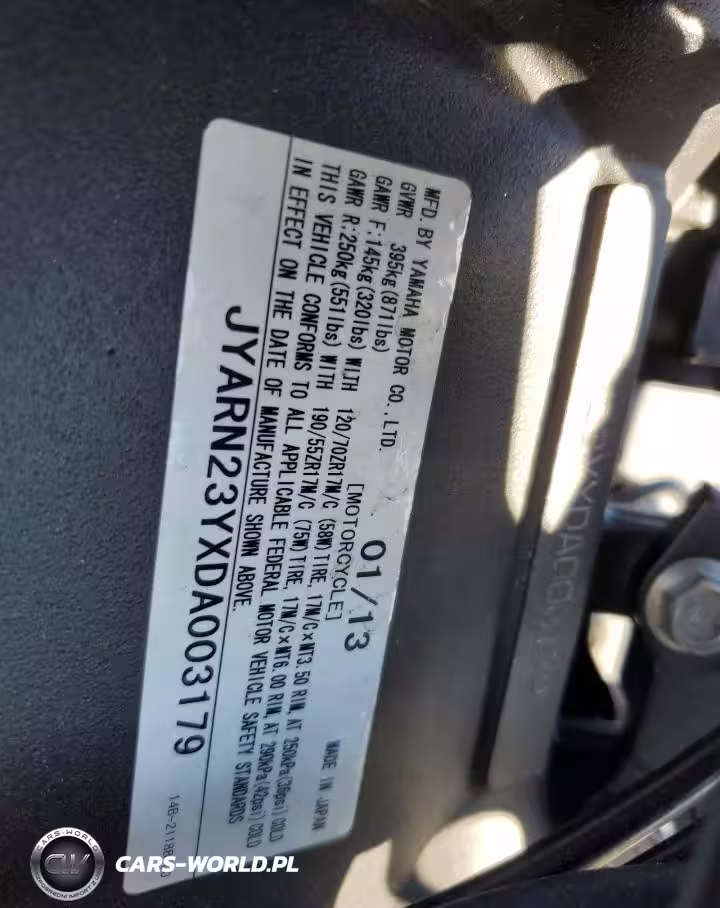 MFD. BY YAMAHA MOTOR CO., LTD.
GVWR 395kg(871lbs) 01/13 MADE IN JAPAN
GAWR F:145kg(320lbs) WITH 120/70ZR17M/C (58W)TIRE, 17M/C×MT3.50 RIM, AT 250kPa(36psi) COLD
[MOTORCYCLE]
GAWR R:250kg(551lbs) WITH 190/55ZR17M/C (75W)TIRE, 17M/C×MT6.00 RIM, AT 290kPa(42psi) COLD
THIS VEHICLE CONFORMS TO ALL APPLICABLE FEDERAL MOTOR VEHICLE SAFETY STANDARDS
IN EFFECT ON THE DATE OF MANUFACTURE SHOWN ABOVE.
JYARN23YXDA003179
CARS-WORLD
CW
CARS-WORLD.PL